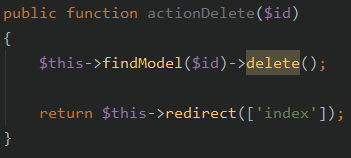 public function actionDelete($id)
{
    $this->findModel($id)->delete();

    return $this->redirect(['index']);
}